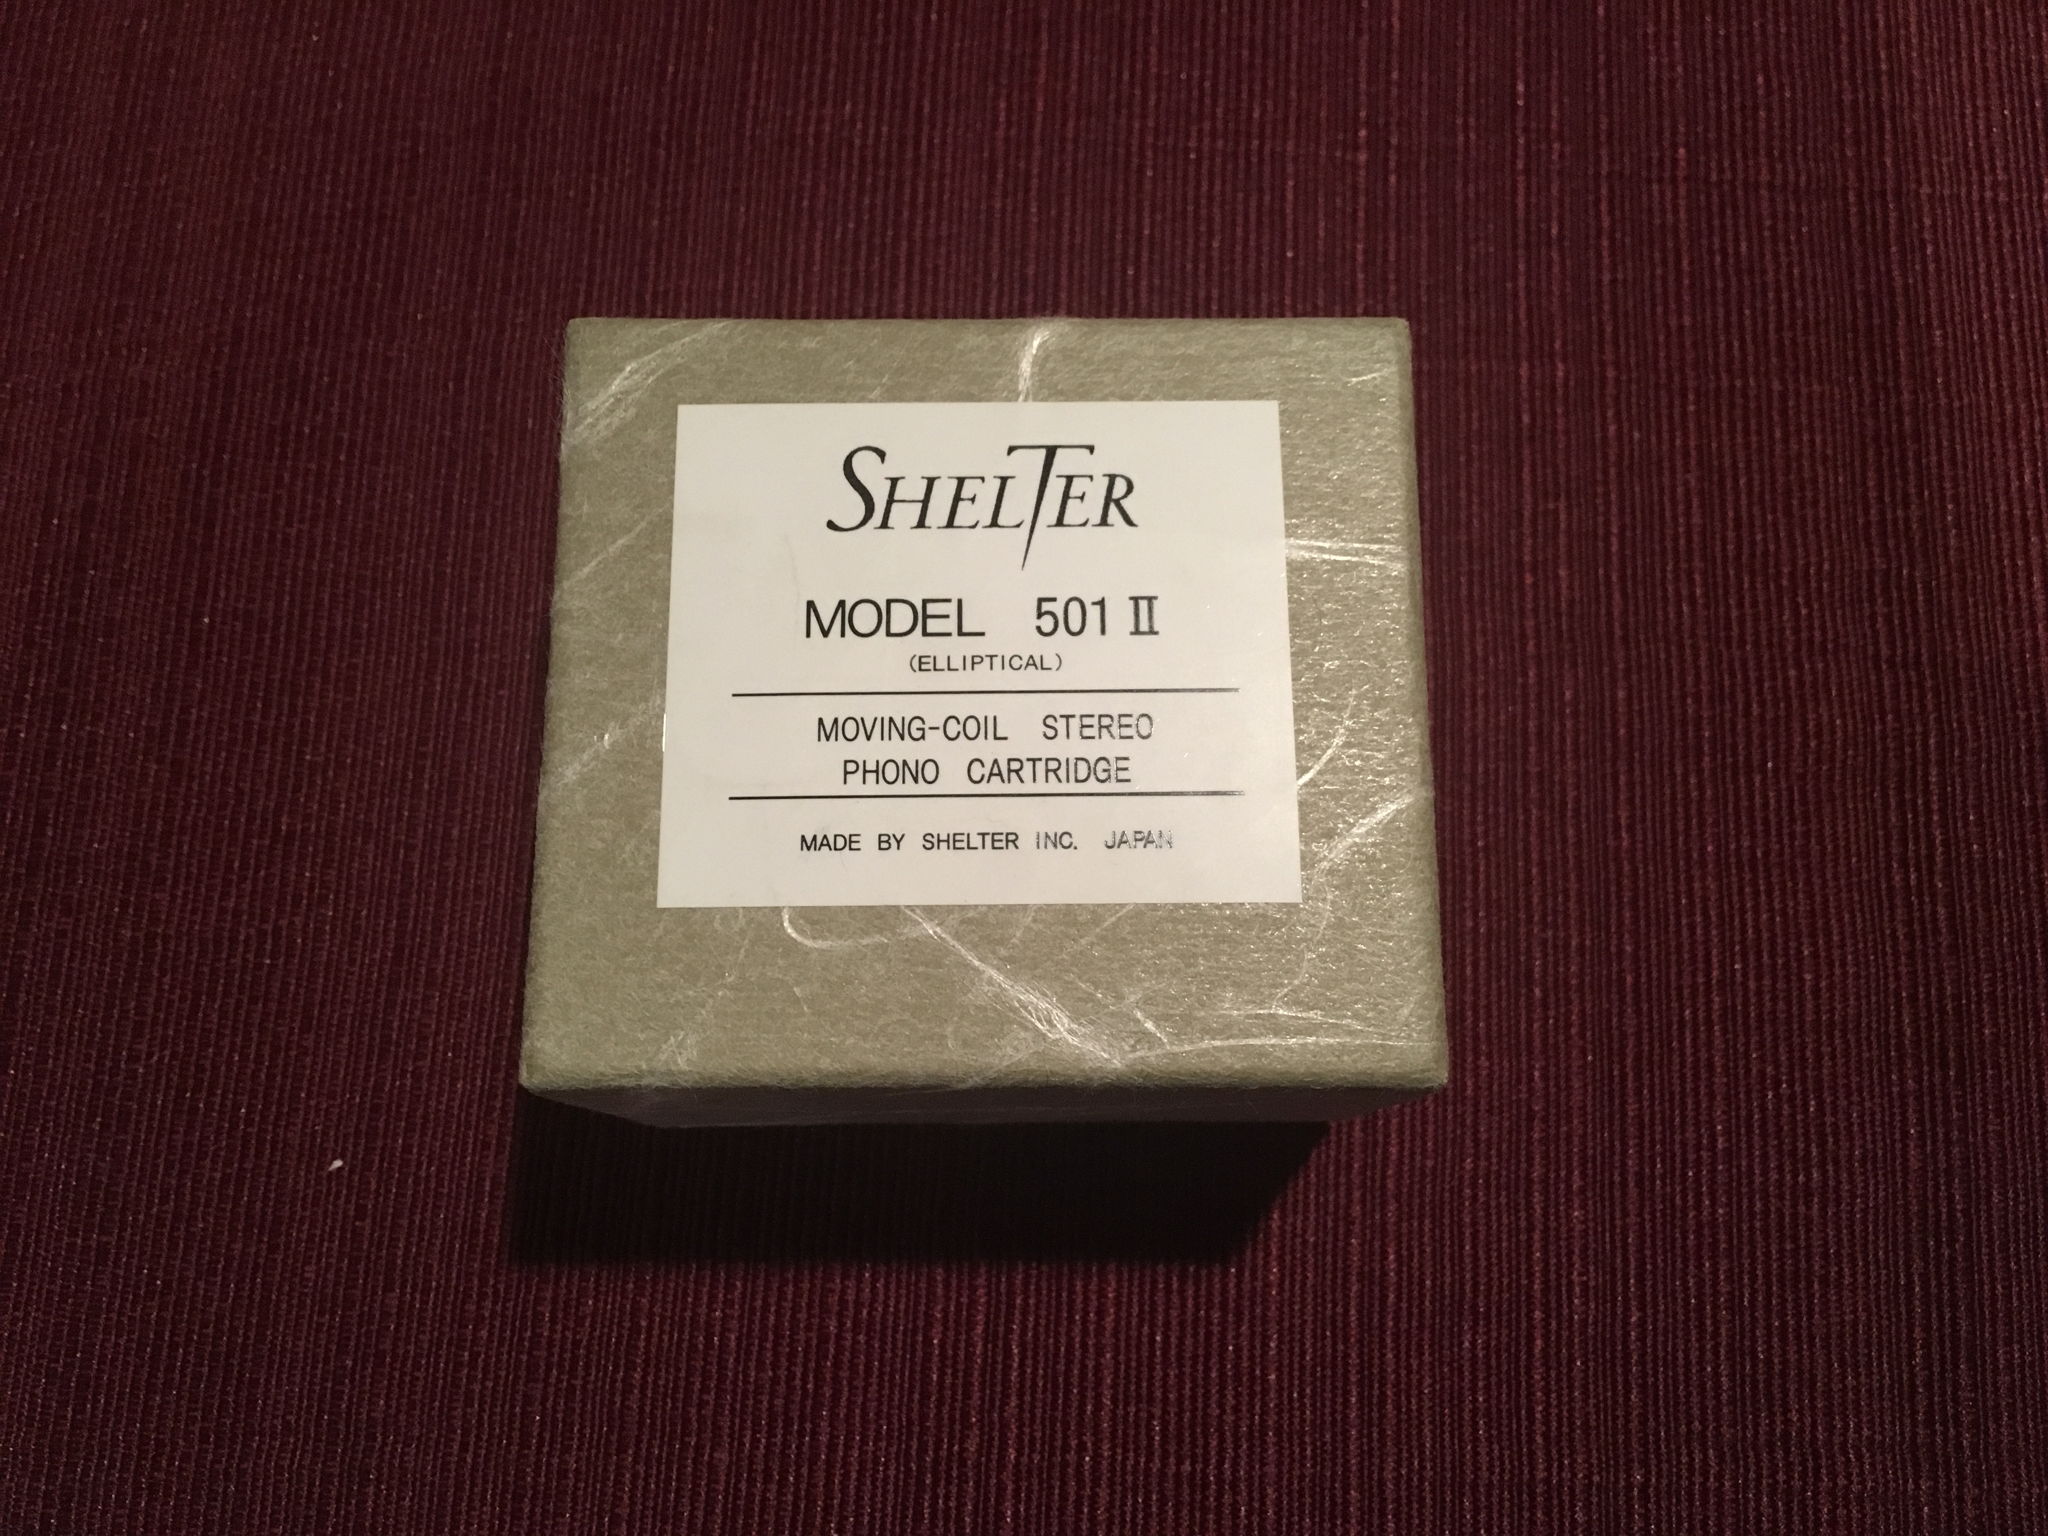 SHELTER
MODEL 501 II
(ELLIPTICAL)
MOVING-COIL STEREO
PHONO CARTRIDGE
MADE BY SHELTER INC. JAPAN